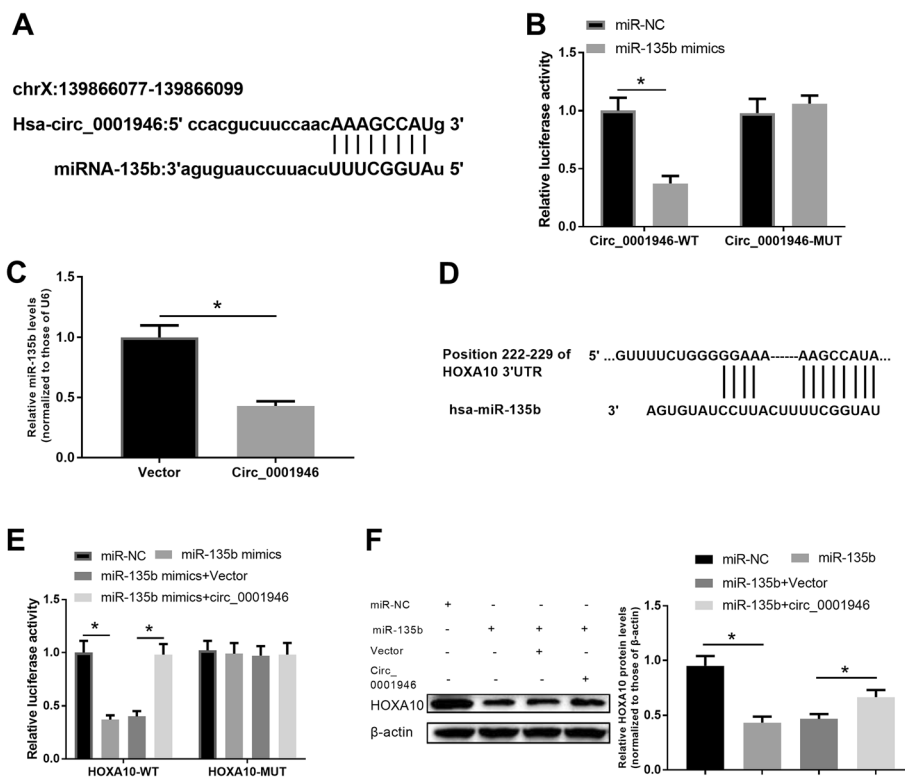 A
chrX:139866077-139866099
Hsa-circ_0001946:5' ccacgucuuccaacAAAGCCAUg 3'
miRNA-135b:3'aguguauccuuacuUUUCGGUAu 5'
B
miR-NC
miR-135b mimics
Relative luciferase activity
1.5
1.0
0.5
0.0
*
Circ_0001946-WT
Circ_0001946-MUT
C
Relative miR-135b levels
(normalized to those of U6)
1.5
1.0
0.5
0.0
*
Vector
Circ_0001946
D
Position 222-229 of
HOXA10 3'UTR
5' ...GUUUUCUGGGGGAAA------AAGCCAUA...
hsa-miR-135b
3' AGUGUAUCCUUACUUUUCGGUAU
E
miR-NC
miR-135b mimics
miR-135b mimics+Vector
miR-135b mimics+circ_0001946
Relative luciferase activity
1.5
1.0
0.5
0.0
*
*
HOXA10-WT
HOXA10-MUT
F
miR-NC + - - -
miR-135b - + + +
Vector - - + -
Circ_
0001946 - - - +
HOXA10
β-actin
miR-NC
miR-135b
miR-135b+Vector
miR-135b+circ_0001946
Relative HOXA10 protein levels
(normalized to those of β-actin)
1.5
1.0
0.5
0.0
*
*